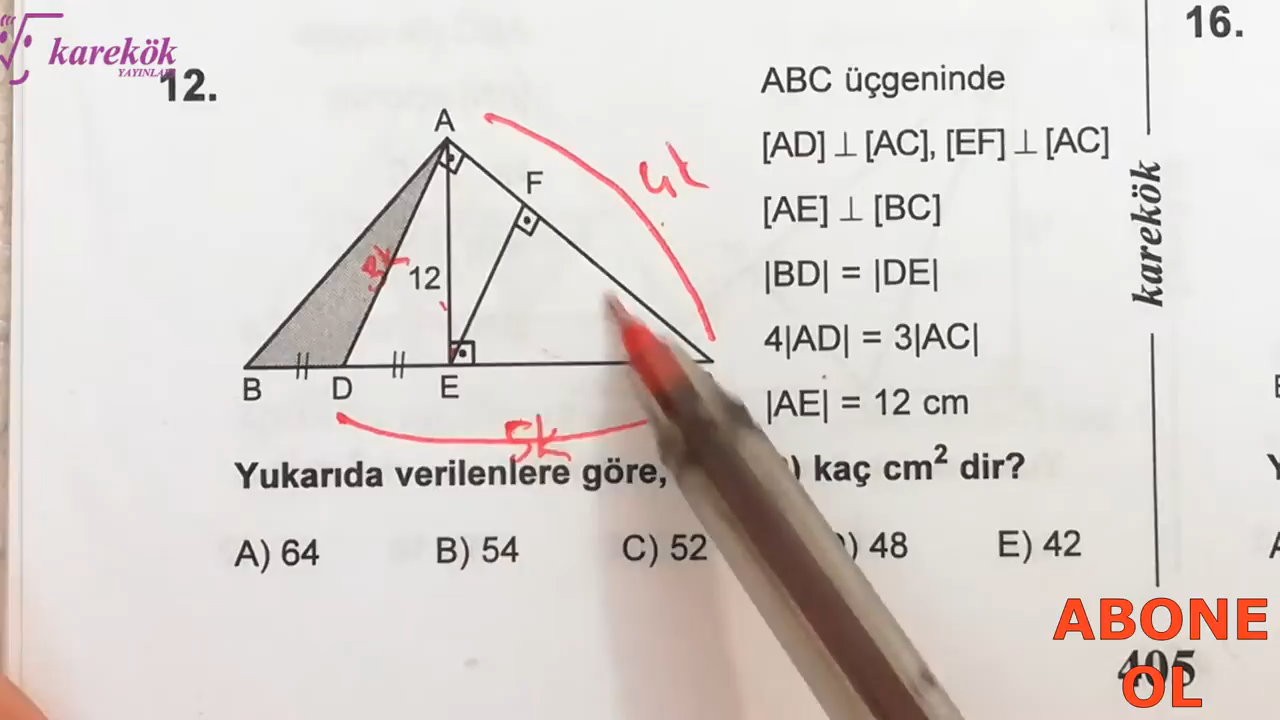 karekök
YAYINLARI
12.
16.
ABC üçgeninde
[AD] ⊥ [AC], [EF] ⊥ [AC]
[AE] ⊥ [BC]
|BD| = |DE|
4|AD| = 3|AC|
|AE| = 12 cm
A
F
4k
3k
12
B
D
E
5k
karekök
Yukarıda verilenlere göre, kaç cm² dir?
A) 64
B) 54
C) 52
) 48
E) 42
405
ABONE
OL